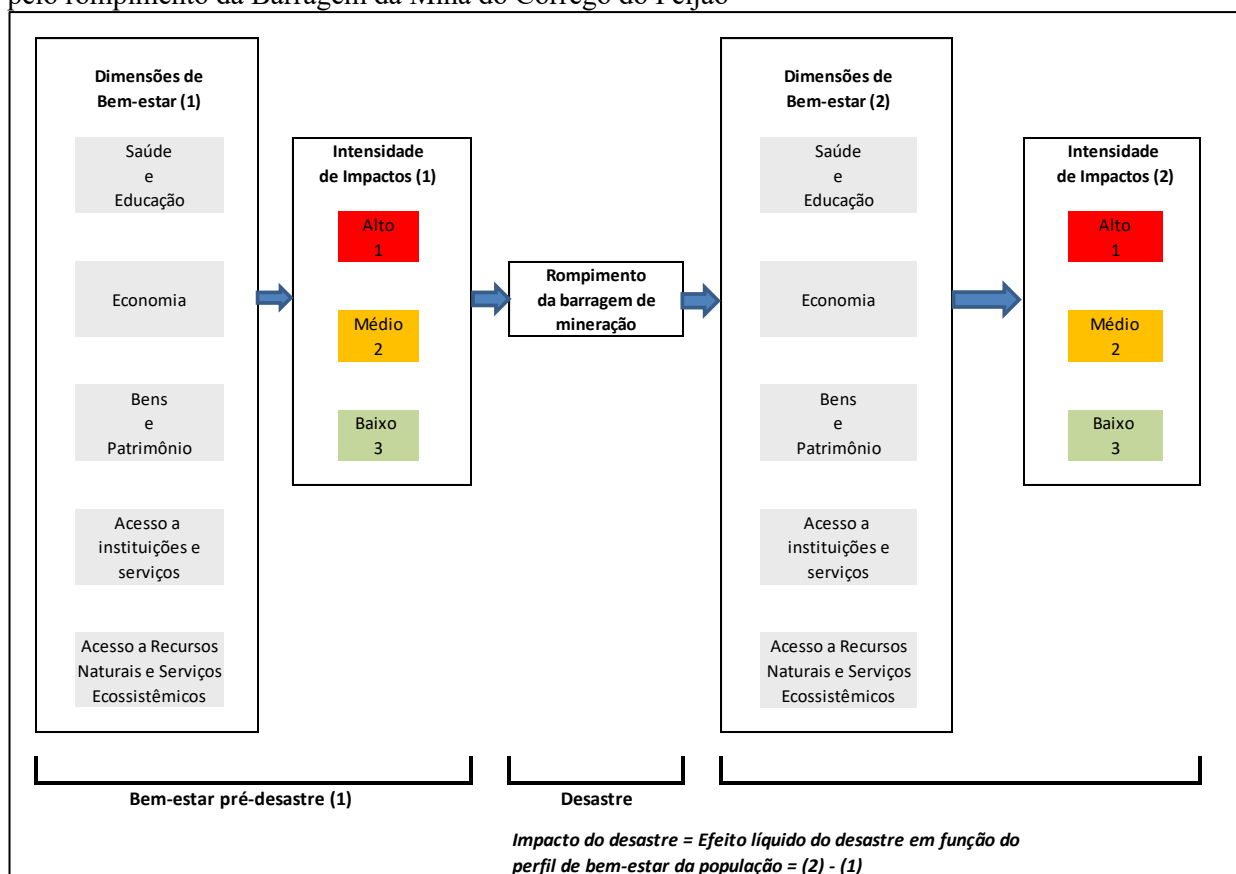 pelo rompimento da Barragem da Mina do Córrego do Feijão
Dimensões de
Bem-estar (1)
Saúde
e
Educação
Economia
Bens
e
Patrimônio
Acesso a
instituições e
serviços
Acesso a Recursos
Naturais e Serviços
Ecossistêmicos
Intensidade
de Impactos (1)
Alto
1
Médio
2
Baixo
3
Rompimento
da barragem de
mineração
Dimensões de
Bem-estar (2)
Saúde
e
Educação
Economia
Bens
e
Patrimônio
Acesso a
instituições e
serviços
Acesso a Recursos
Naturais e Serviços
Ecossistêmicos
Intensidade
de Impactos (2)
Alto
1
Médio
2
Baixo
3
Bem-estar pré-desastre (1)
Desastre
Impacto do desastre = Efeito líquido do desastre em função do
perfil de bem-estar da população = (2) - (1)